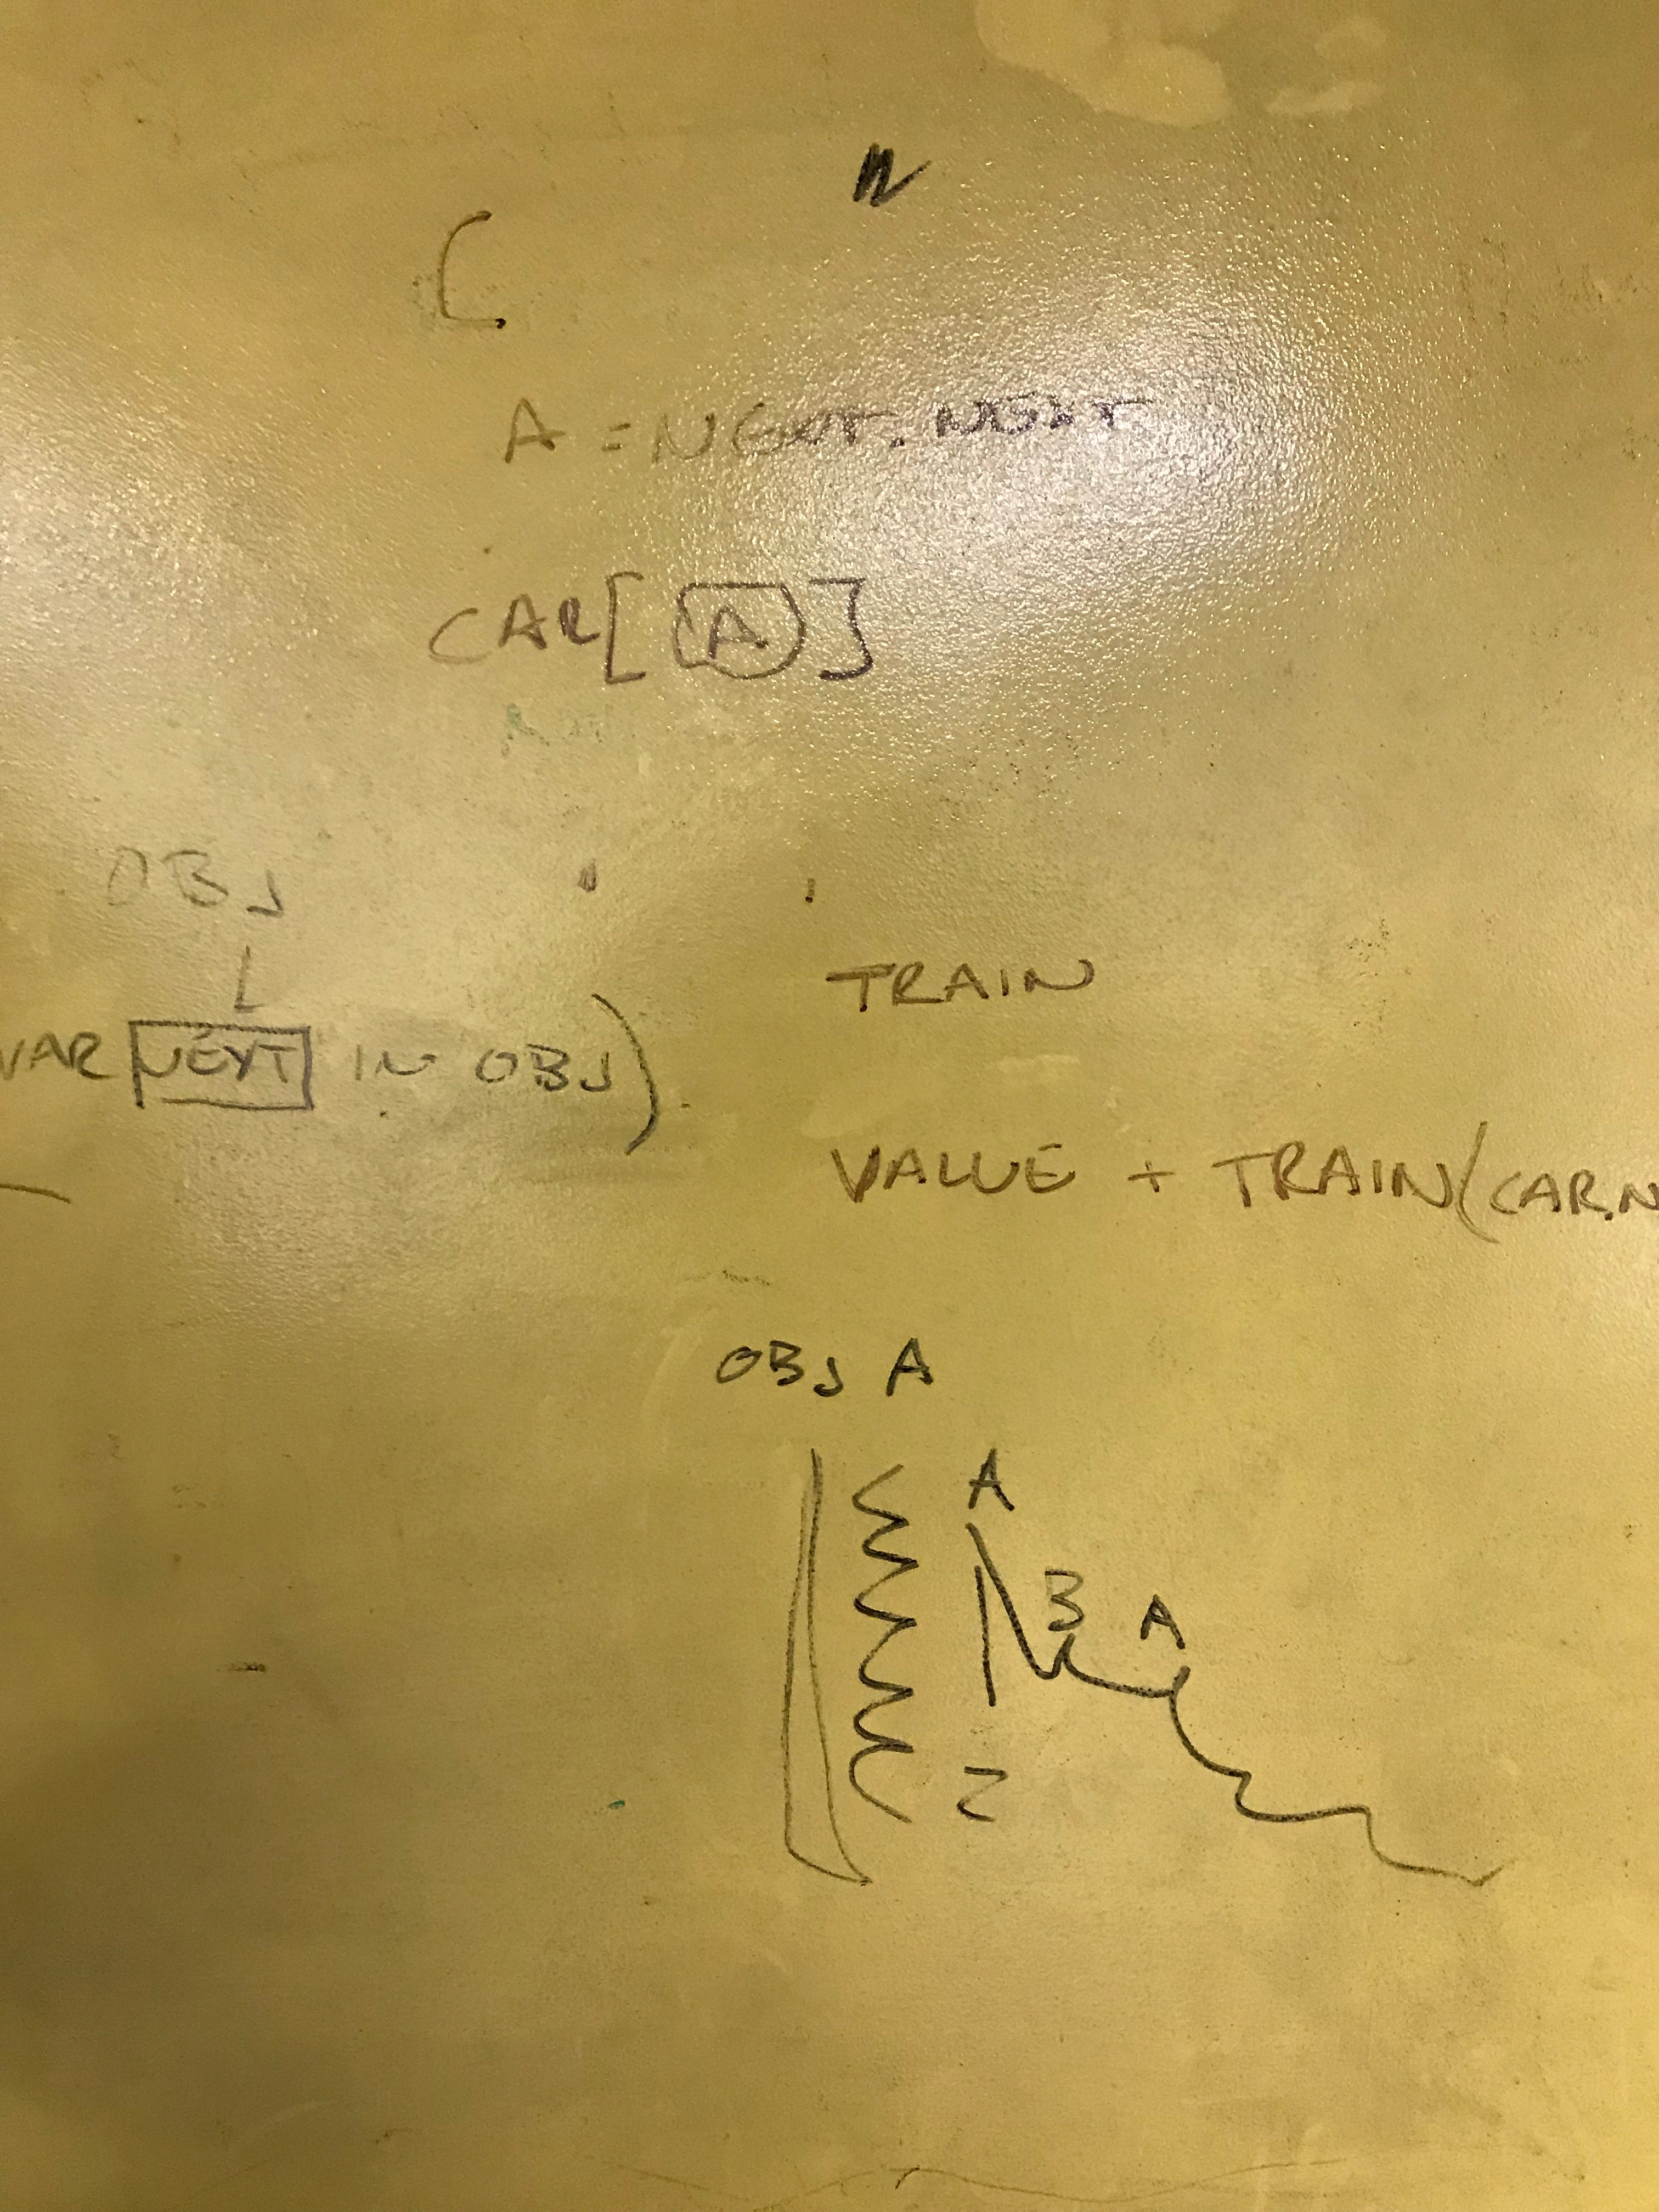 A = NEXT.NEXT
CAR[A]
OBJ
VAR NEXT IN OBJ)
TRAIN
VALUE + TRAIN(CAR.N
OBJ A
A
B A
Z